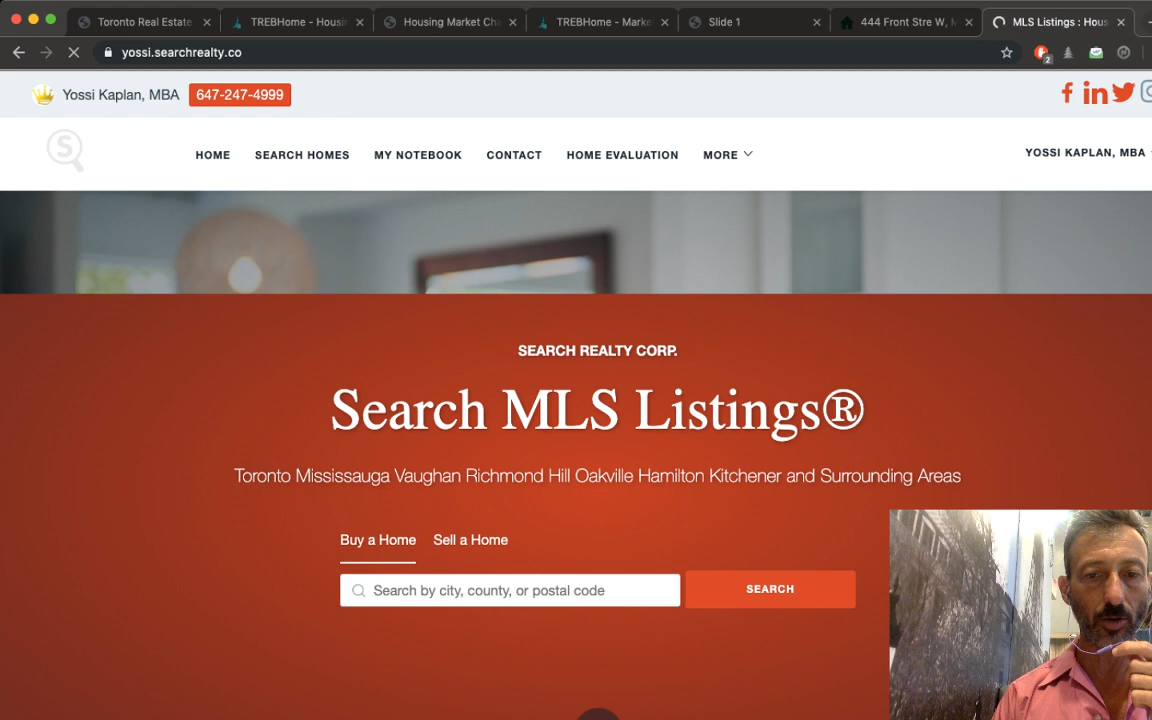 Toronto Real Estate
TREBHome - Housin
Housing Market Cha
TREBHome - Marke
Slide 1
444 Front Stre W, M
MLS Listings : Hous
yossi.searchrealty.co
2
Yossi Kaplan, MBA
647-247-4999
S
HOME
SEARCH HOMES
MY NOTEBOOK
CONTACT
HOME EVALUATION
MORE
YOSSI KAPLAN, MBA
SEARCH REALTY CORP.
Search MLS Listings®
Toronto Mississauga Vaughan Richmond Hill Oakville Hamilton Kitchener and Surrounding Areas
Buy a Home
Sell a Home
Search by city, county, or postal code
SEARCH